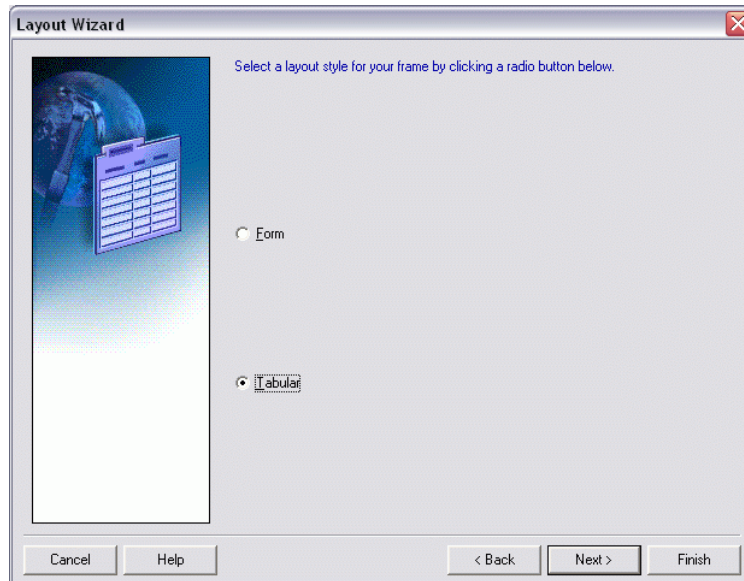 Layout Wizard
Select a layout style for your frame by clicking a radio button below.
Form
Tabular
Cancel Help < Back Next > Finish